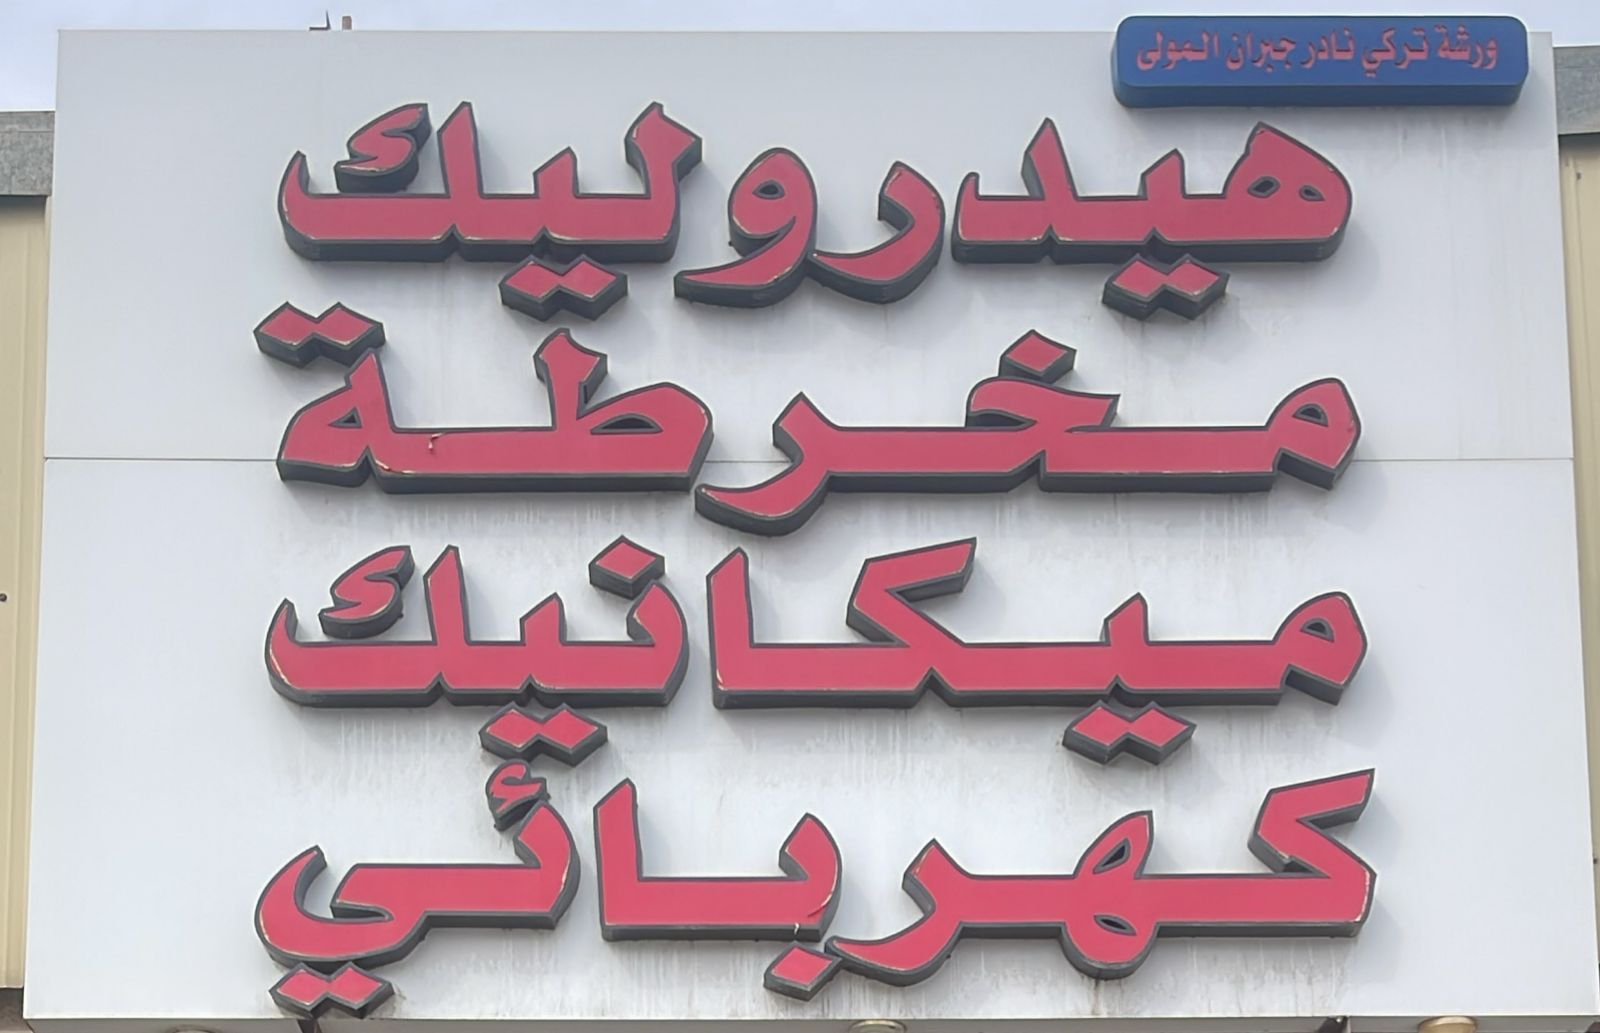 ورشة تركي نادر جبران المولى
هيدروليك
مخرطة
ميكانيك
كهربائي